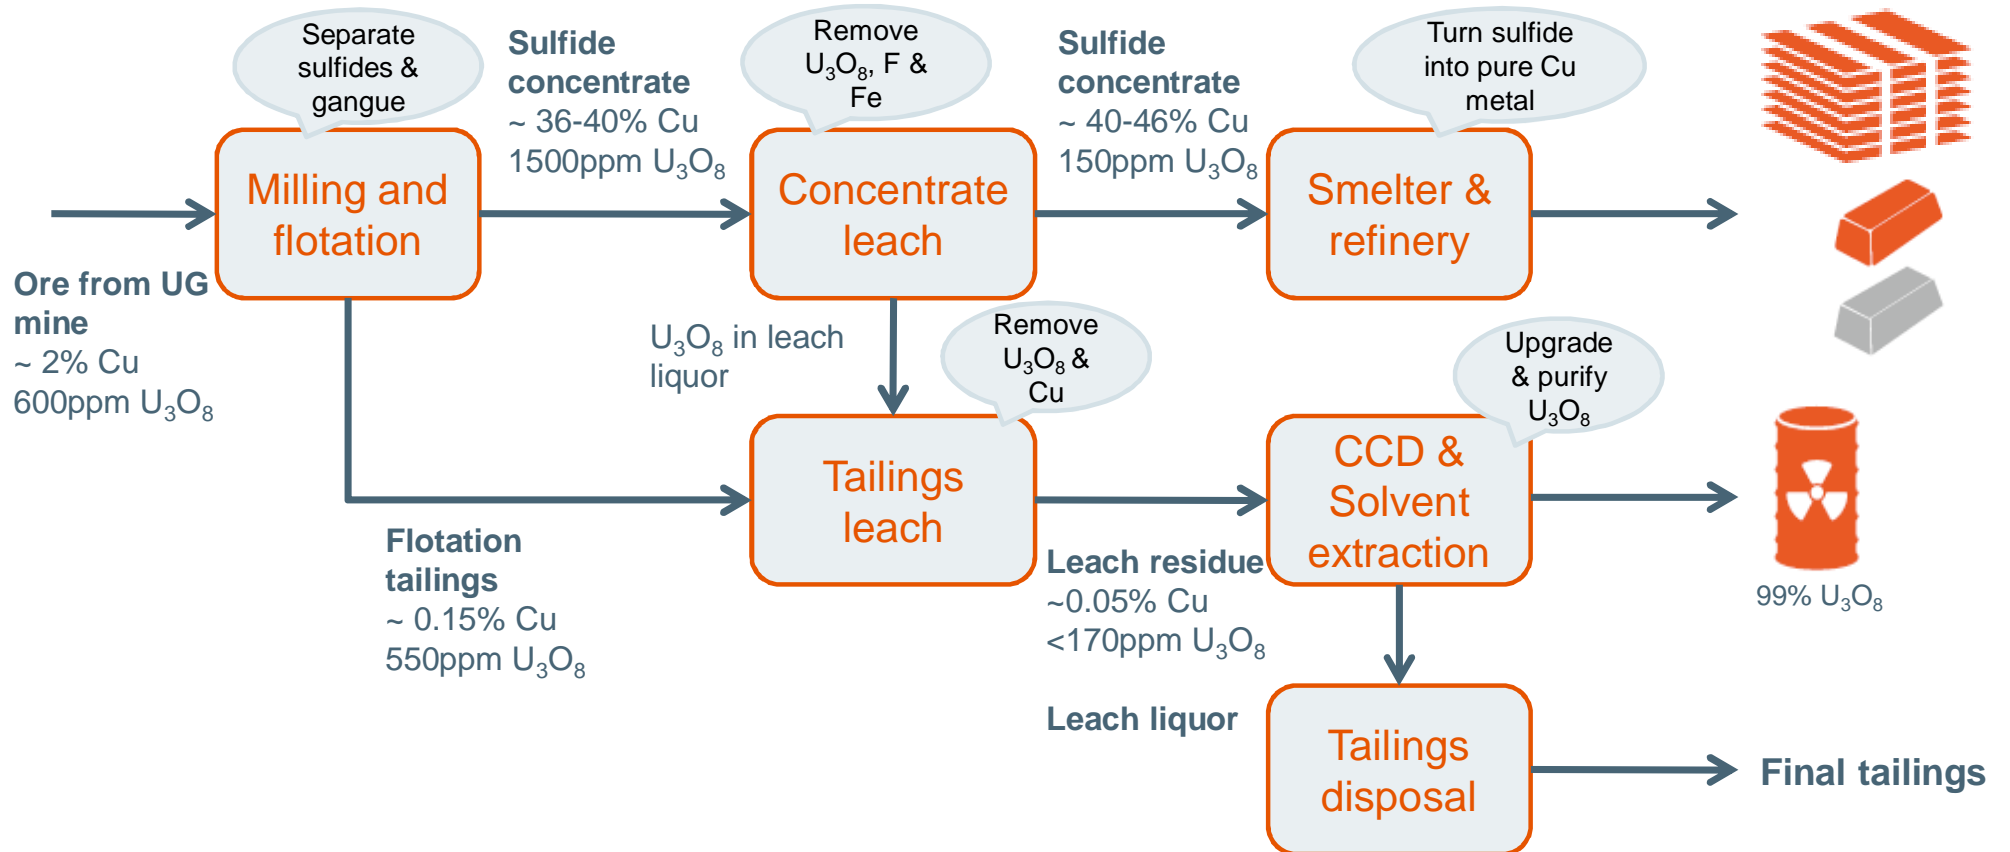 Separate
sulfides &
gangue
Sulfide
concentrate
~ 36-40% Cu
1500ppm U₃O₈
Remove
U₃O₈, F &
Fe
Sulfide
concentrate
~ 40-46% Cu
150ppm U₃O₈
Turn sulfide
into pure Cu
metal
Milling and
flotation
Concentrate
leach
Smelter &
refinery
Ore from UG
mine
~ 2% Cu
600ppm U₃O₈
U₃O₈ in leach
liquor
Remove
U₃O₈ &
Cu
Upgrade
& purify
U₃O₈
Tailings
leach
CCD &
Solvent
extraction
Flotation
tailings
~ 0.15% Cu
550ppm U₃O₈
Leach residue
~0.05% Cu
<170ppm U₃O₈
99% U₃O₈
Leach liquor
Tailings
disposal
Final tailings